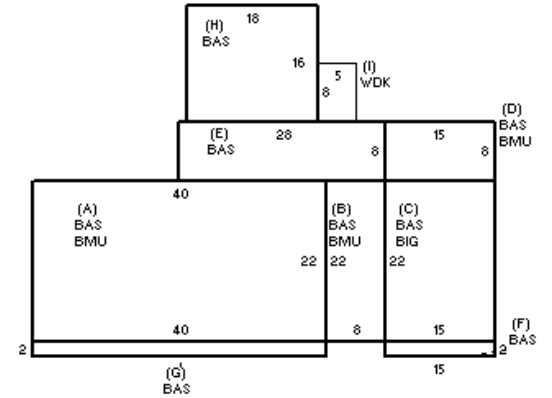 18
(H)
BAS
16
5
(I)
WDK
8
(D)
BAS
BMU
(E)
BAS
28
8
15
8
40
(A)
BAS
BMU
(B)
BAS
BMU
(C)
BAS
BIG
22
22
22
40
8
15
(F)
BAS
2
2
(G)
BAS
15